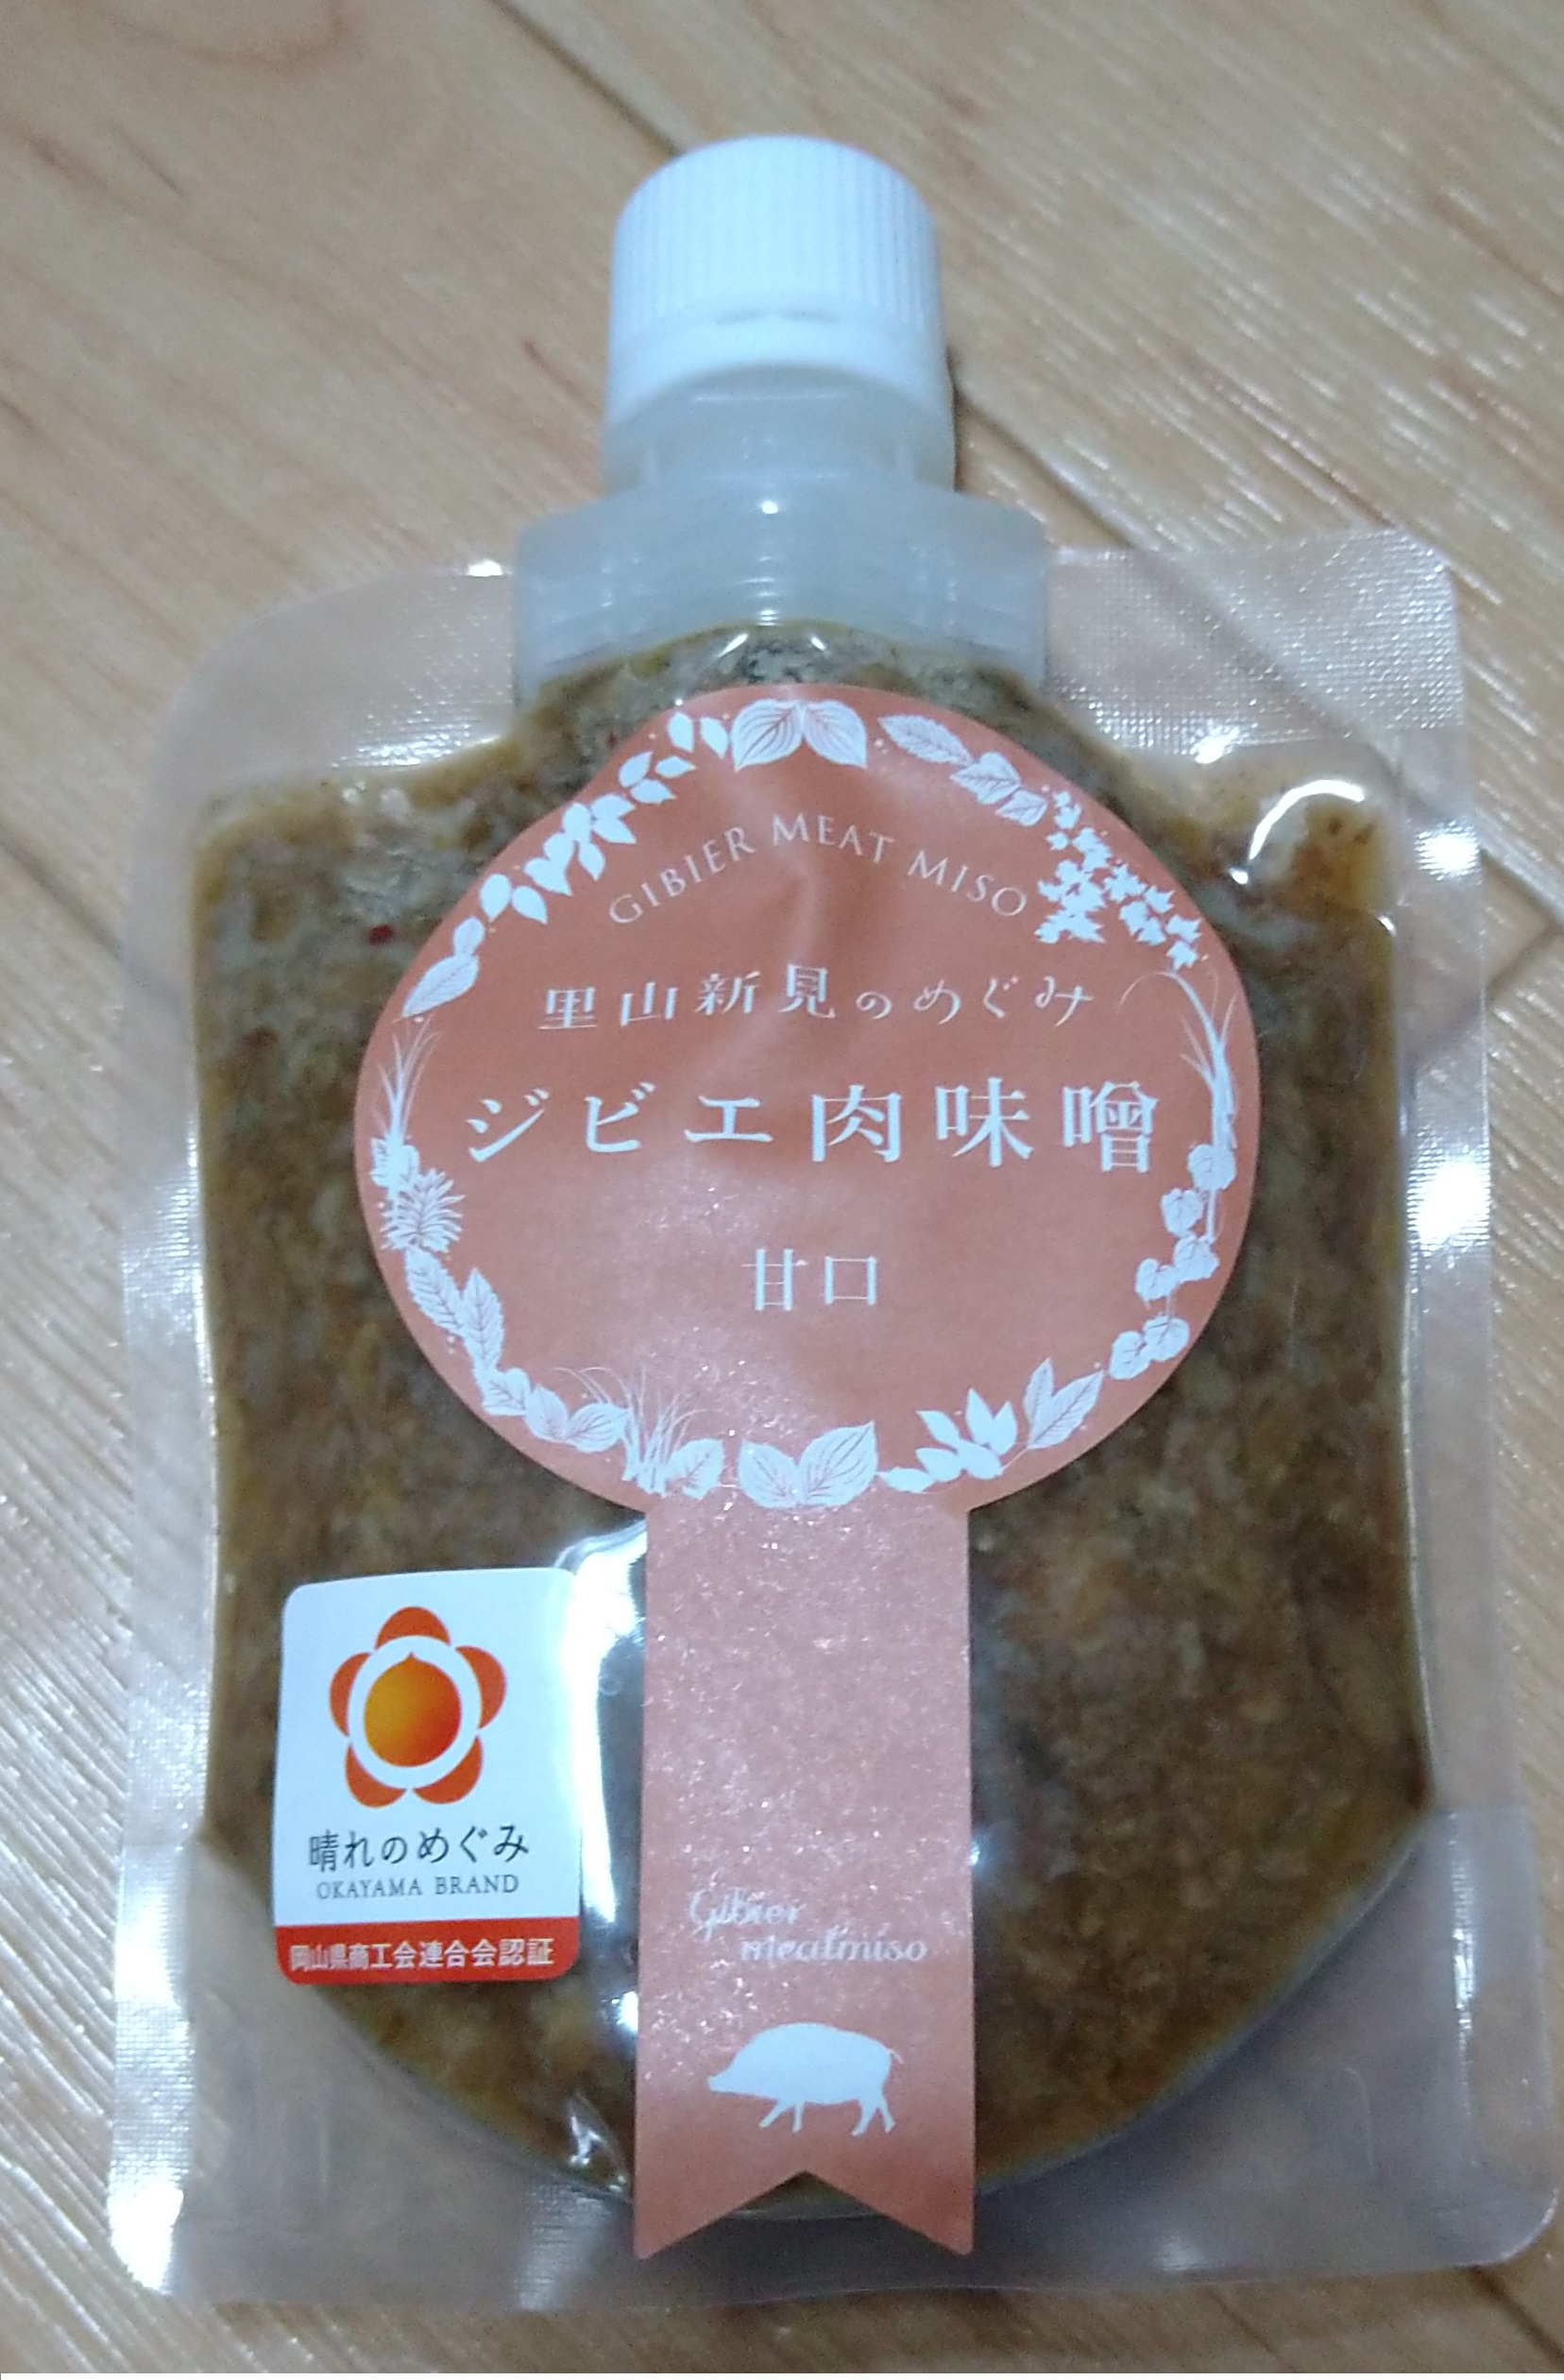 GIBIER MEAT MISO
里山新見のめぐみ
ジビエ肉味噌
甘口
晴れのめぐみ
OKAYAMA BRAND
岡山県商工会連合会認証
Gibier
meatmiso